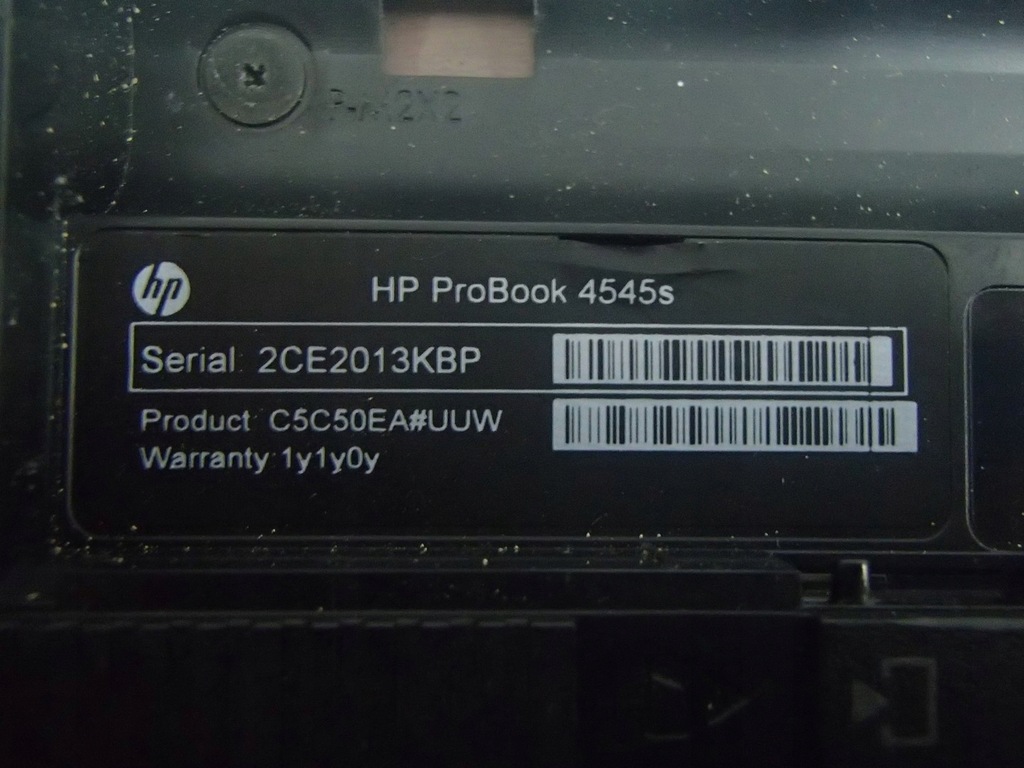 hp
HP ProBook 4545s
Serial: 2CE2013KBP
Product: C5C50EA#UUW
Warranty 1y1y0y